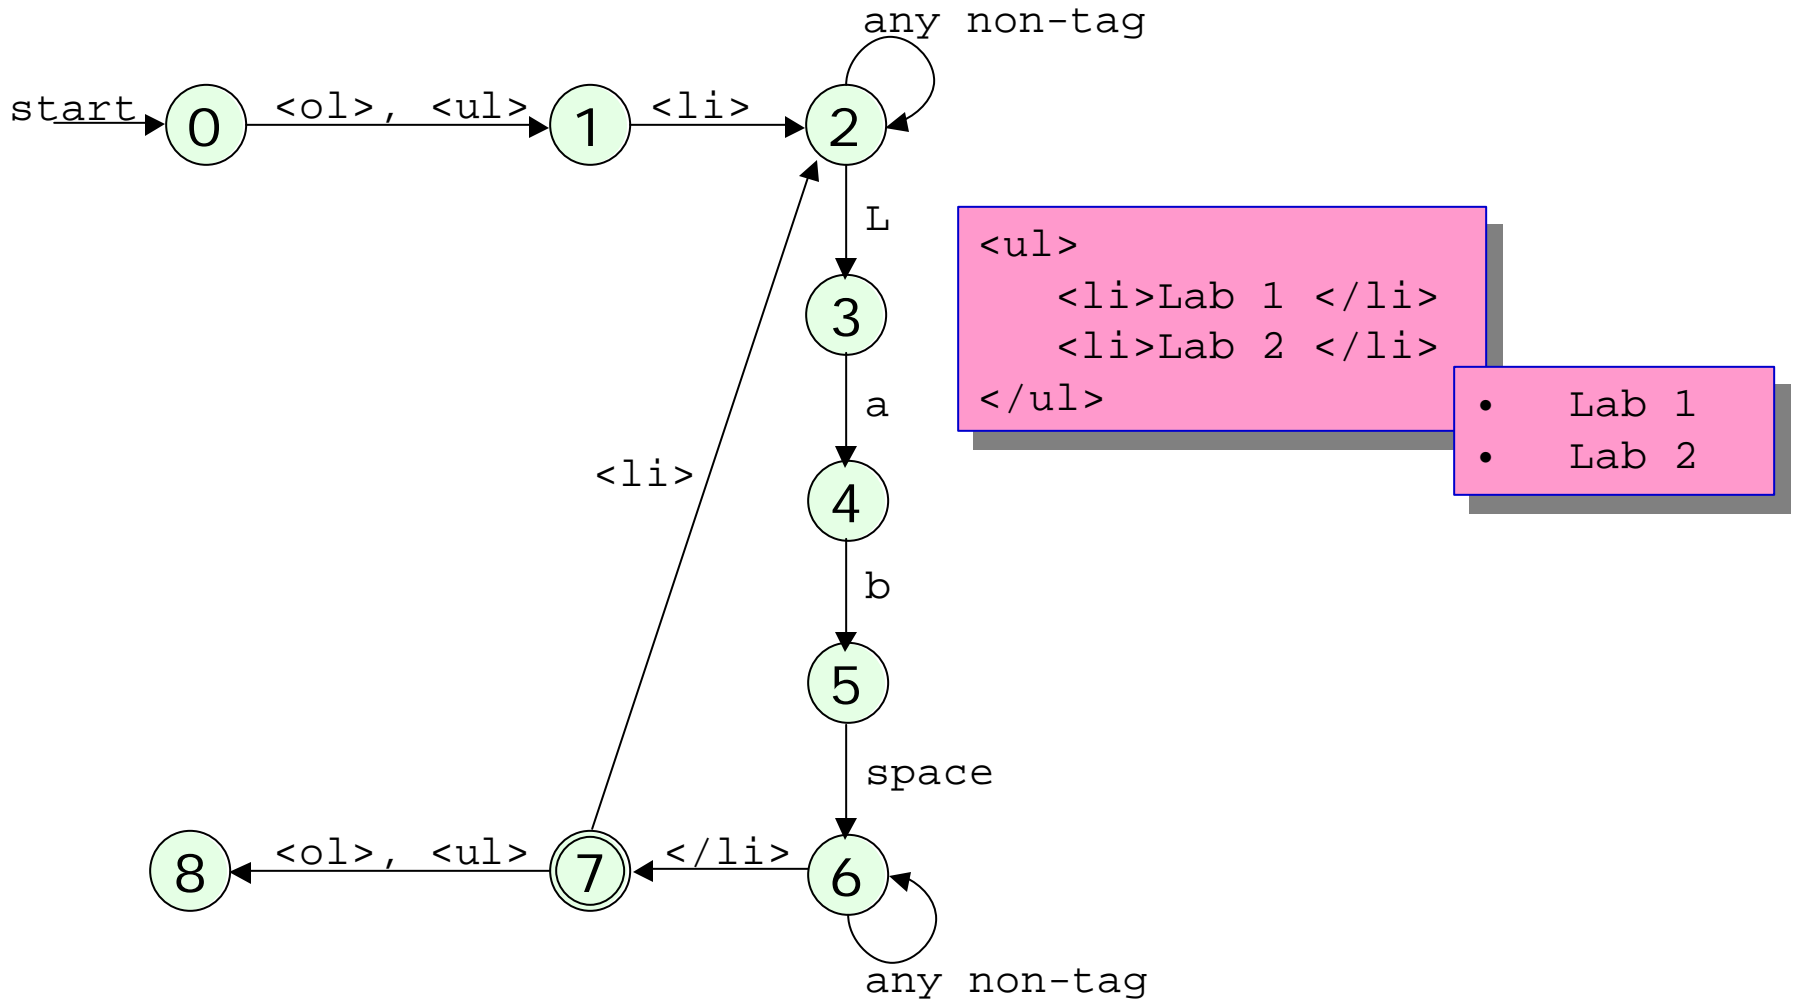 any non-tag
start
0
<ol>, <ul>
1
<li>
2
L
<ul>
<li>Lab 1 </li>
<li>Lab 2 </li>
</ul>
3
a
• Lab 1
• Lab 2
<li>
4
b
5
space
8
<ol>, <ul>
7
</li>
6
any non-tag